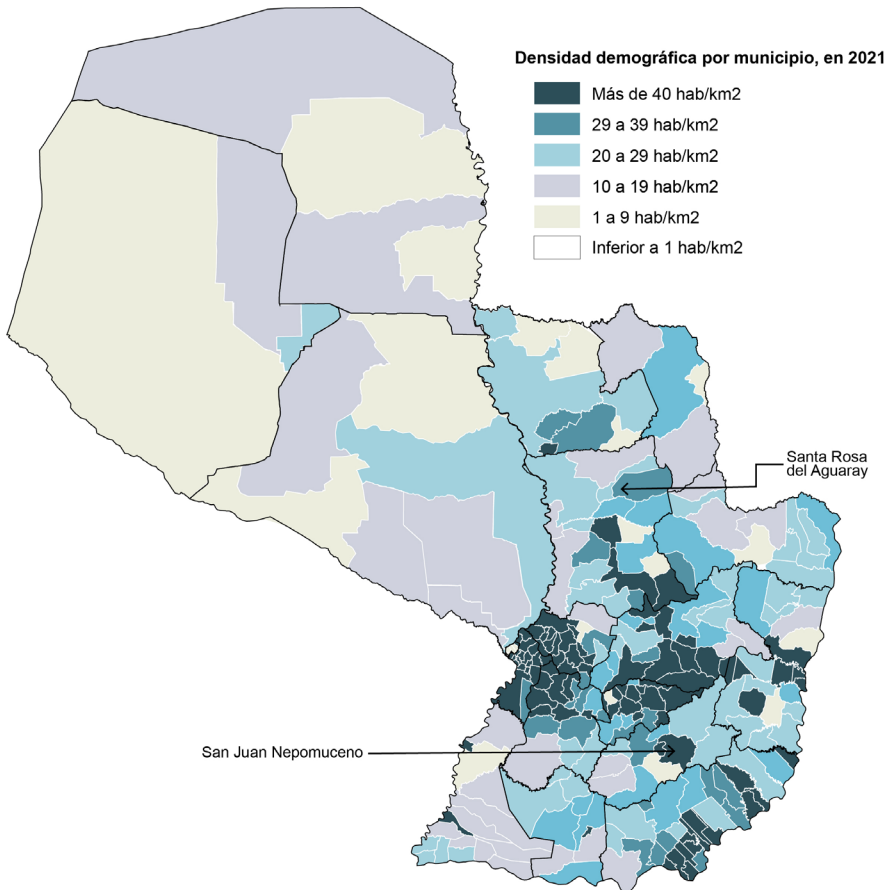 Densidad demográfica por municipio, en 2021
Más de 40 hab/km2
29 a 39 hab/km2
20 a 29 hab/km2
10 a 19 hab/km2
1 a 9 hab/km2
Inferior a 1 hab/km2
Santa Rosa
del Aguaray
San Juan Nepomuceno